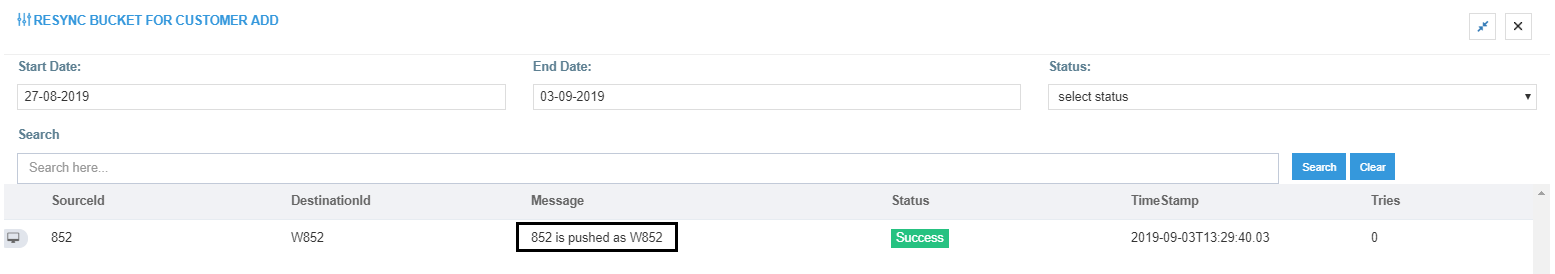 RESYNC BUCKET FOR CUSTOMER ADD
Start Date: End Date: Status:
27-08-2019 03-09-2019 select status
Search
Search here... Search Clear
SourceId DestinationId Message Status TimeStamp Tries
852 W852 852 is pushed as W852 Success 2019-09-03T13:29:40.03 0